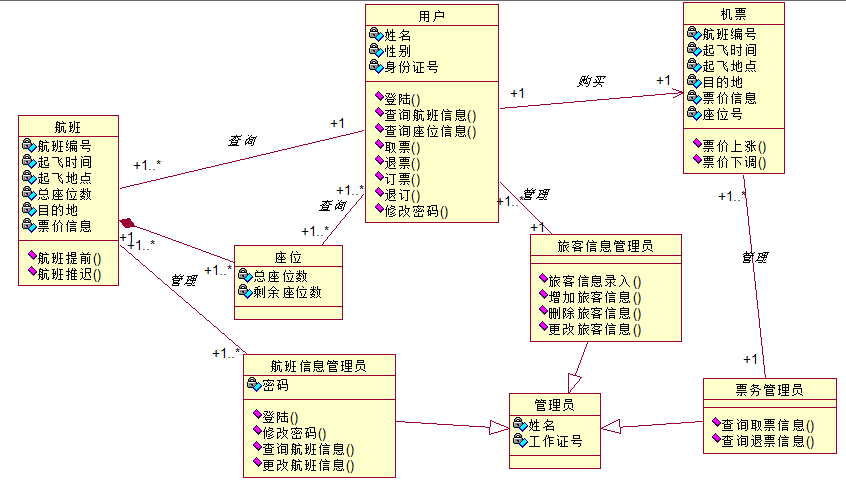 用户
姓名
性别
身份证号
登陆()
查询航班信息()
查询座位信息()
取票()
退票()
订票()
退订()
修改密码()
机票
航班编号
起飞时间
起飞地点
目的地
票价信息
座位号
票价上涨()
票价下调()
+1
购买
+1
航班
航班编号
起飞时间
起飞地点
总座位数
目的地
票价信息
航班提前()
航班推迟()
+1..*
查询
+1
+1..*
查询
+1..*
+1
+1..*
+1..*
座位
总座位数
剩余座位数
管理
+1..*
+1..*
管理
+1
旅客信息管理员
旅客信息录入()
增加旅客信息()
删除旅客信息()
更改旅客信息()
+1..*
管理
+1
航班信息管理员
密码
登陆()
修改密码()
查询航班信息()
更改航班信息()
管理员
姓名
工作证号
票务管理员
查询取票信息()
查询退票信息()